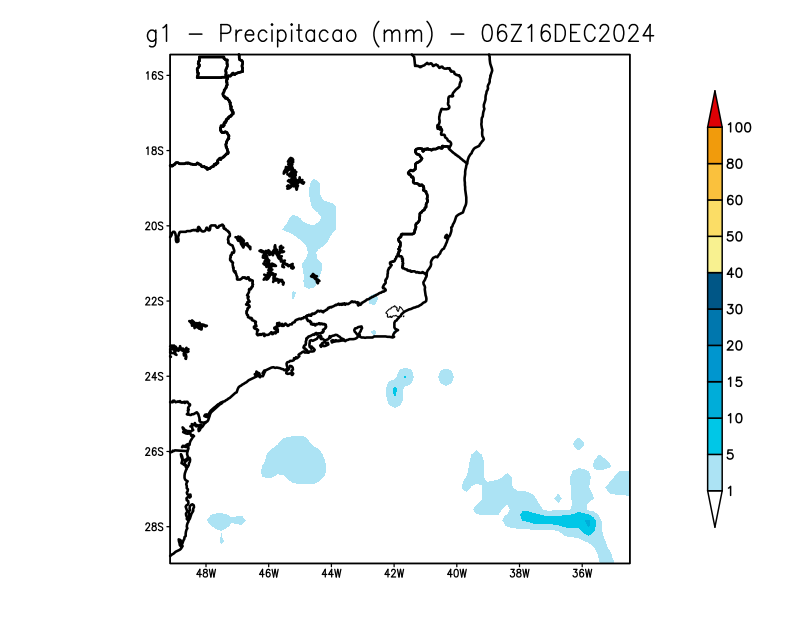 g1 – Precipitacao (mm) – 06Z16DEC2024
16S
18S
20S
22S
24S
26S
28S
48W 46W 44W 42W 40W 38W 36W
100
80
60
50
40
30
20
15
10
5
1